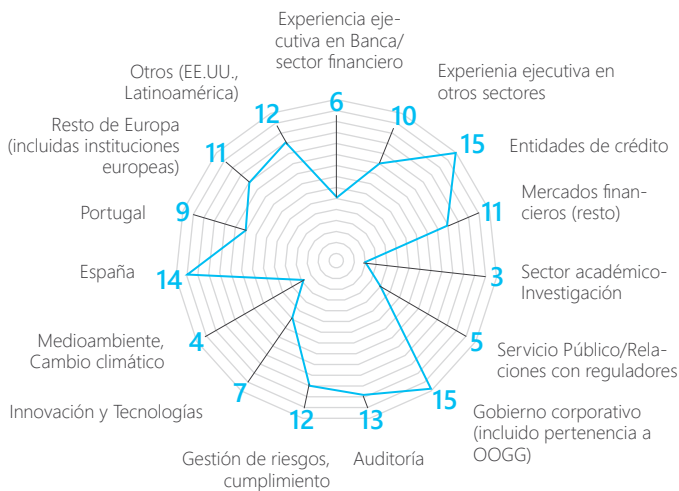 Experiencia eje-
cutiva en Banca/
sector financiero
6
Experienia ejecutiva en
otros sectores
10
Entidades de crédito
15
Mercados finan-
cieros (resto)
11
Sector académico-
Investigación
3
Servicio Público/Rela-
ciones con reguladores
5
Gobierno corporativo
(incluido pertenencia a
OOGG)
15
Auditoría
13
Gestión de riesgos,
cumplimiento
12
Innovación y Tecnologías
7
Medioambiente,
Cambio climático
4
España
14
Portugal
9
Resto de Europa
(incluidas instituciones
europeas)
11
Otros (EE.UU.,
Latinoamérica)
12